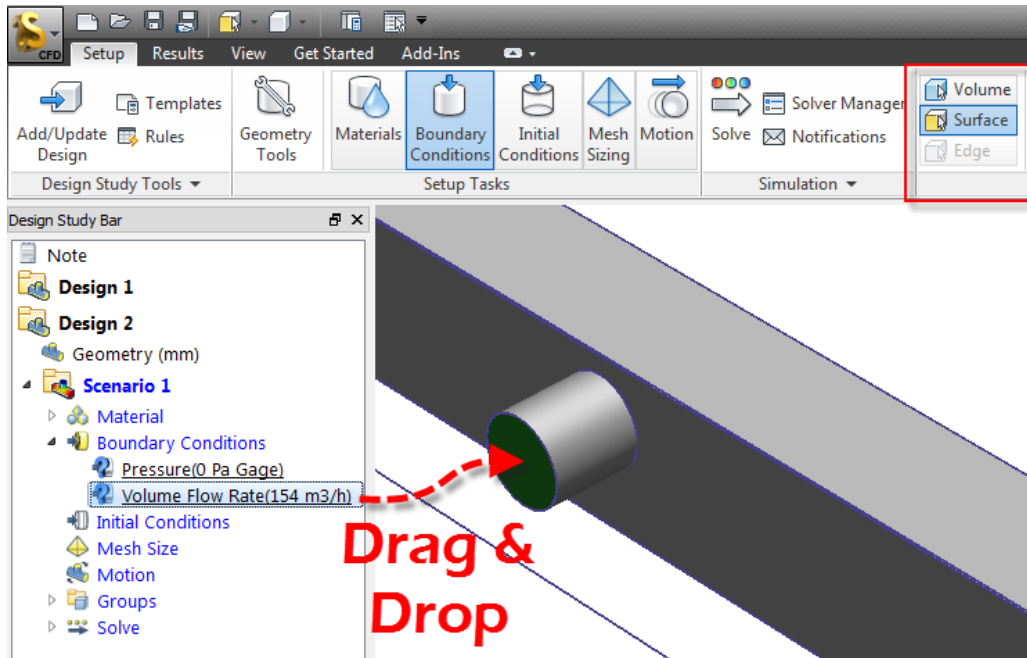 CFD
Setup Results View Get Started Add-Ins
Add/Update Design
Templates
Rules
Geometry Tools
Materials
Boundary Conditions
Initial Conditions
Mesh Sizing
Motion
Solve
Solver Manager
Notifications
Volume
Surface
Edge
Design Study Tools
Setup Tasks
Simulation
Design Study Bar
Note
Design 1
Design 2
Geometry (mm)
Scenario 1
Material
Boundary Conditions
Pressure(0 Pa Gage)
Volume Flow Rate(154 m3/h)
Initial Conditions
Mesh Size
Motion
Groups
Solve
Drag &
Drop